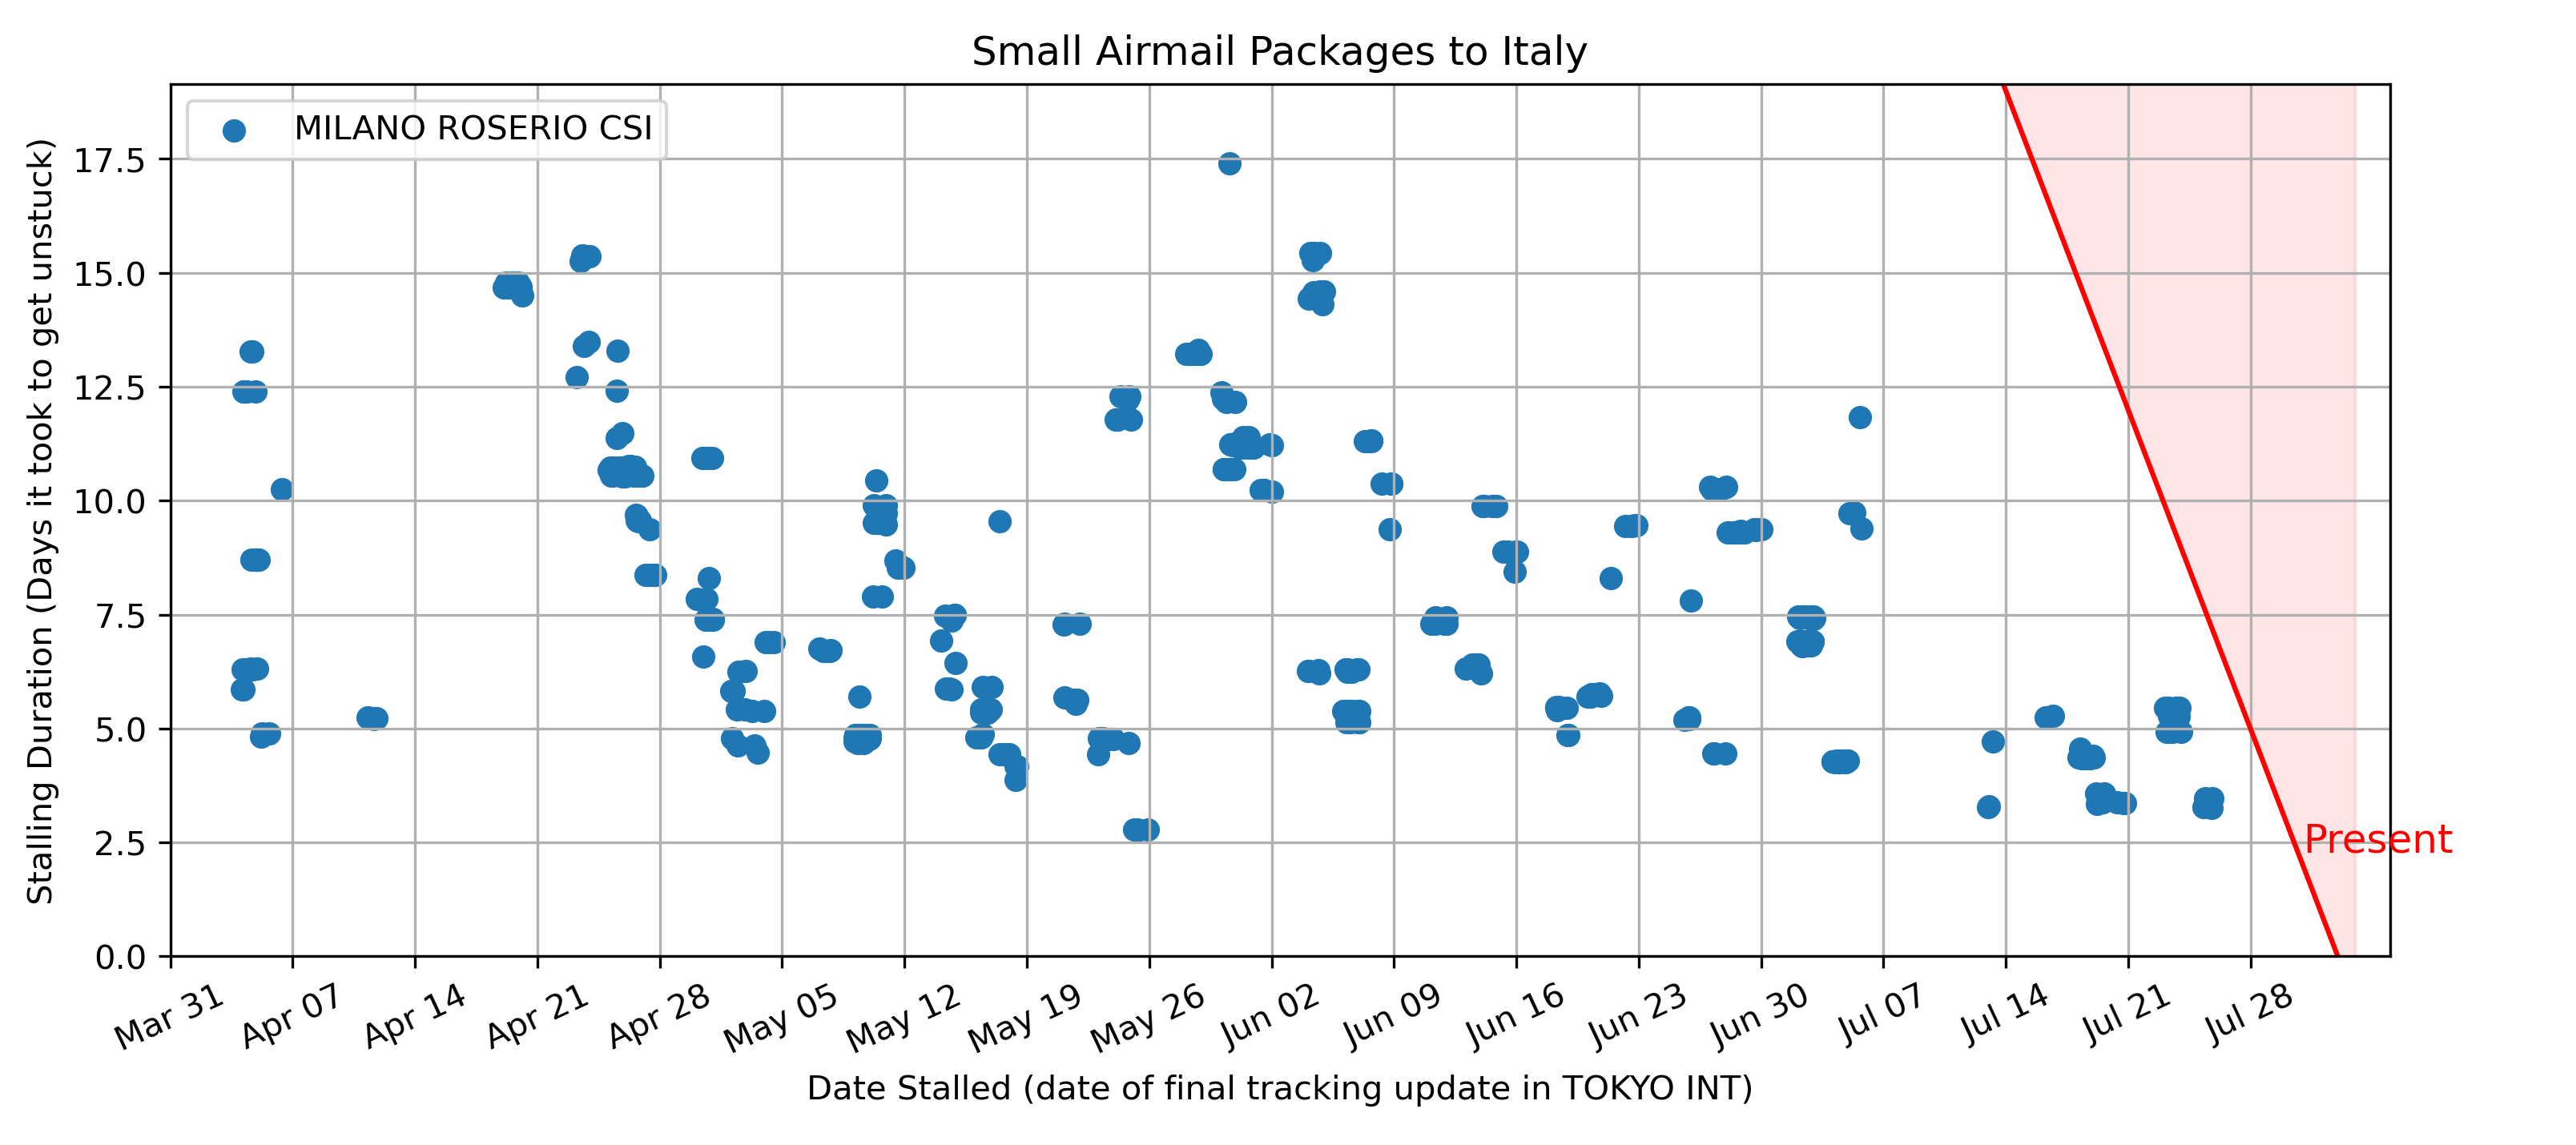 Small Airmail Packages to Italy
MILANO ROSERIO CSI
Stalling Duration (Days it took to get unstuck)
17.5
15.0
12.5
10.0
7.5
5.0
2.5
0.0
Present
Mar 31
Apr 07
Apr 14
Apr 21
Apr 28
May 05
May 12
May 19
May 26
Jun 02
Jun 09
Jun 16
Jun 23
Jun 30
Jul 07
Jul 14
Jul 21
Jul 28
Date Stalled (date of final tracking update in TOKYO INT)